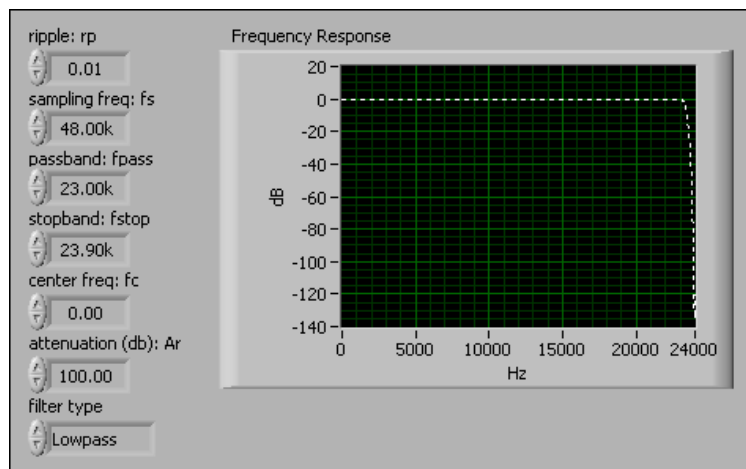 ripple: rp
0.01
sampling freq: fs
48.00k
passband: fpass
23.00k
stopband: fstop
23.90k
center freq: fc
0.00
attenuation (db): Ar
100.00
filter type
Lowpass
Frequency Response
20
0
-20
-40
-60
-80
-100
-120
-140
dB
0 5000 10000 15000 20000 24000
Hz